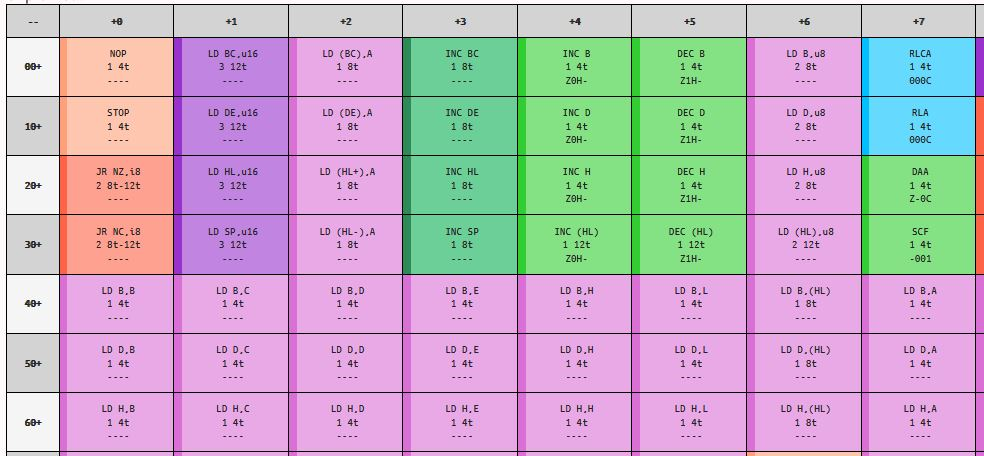 -- +0 +1 +2 +3 +4 +5 +6 +7
00+
NOP LD BC,u16 LD (BC),A INC BC INC B DEC B LD B,u8 RLCA
1 4t 3 12t 1 8t 1 8t 1 4t 1 4t 2 8t 1 4t
---- ---- ---- ---- Z0H- Z1H- ---- 000C
10+
STOP LD DE,u16 LD (DE),A INC DE INC D DEC D LD D,u8 RLA
1 4t 3 12t 1 8t 1 8t 1 4t 1 4t 2 8t 1 4t
---- ---- ---- ---- Z0H- Z1H- ---- 000C
20+
JR NZ,i8 LD HL,u16 LD (HL+),A INC HL INC H DEC H LD H,u8 DAA
2 8t-12t 3 12t 1 8t 1 8t 1 4t 1 4t 2 8t 1 4t
---- ---- ---- ---- Z0H- Z1H- ---- Z-0C
30+
JR NC,i8 LD SP,u16 LD (HL-),A INC SP INC (HL) DEC (HL) LD (HL),u8 SCF
2 8t-12t 3 12t 1 8t 1 8t 1 12t 1 12t 2 12t 1 4t
---- ---- ---- ---- Z0H- Z1H- ---- -001
40+
LD B,B LD B,C LD B,D LD B,E LD B,H LD B,L LD B,(HL) LD B,A
1 4t 1 4t 1 4t 1 4t 1 4t 1 4t 1 8t 1 4t
---- ---- ---- ---- ---- ---- ---- ----
50+
LD D,B LD D,C LD D,D LD D,E LD D,H LD D,L LD D,(HL) LD D,A
1 4t 1 4t 1 4t 1 4t 1 4t 1 4t 1 8t 1 4t
---- ---- ---- ---- ---- ---- ---- ----
60+
LD H,B LD H,C LD H,D LD H,E LD H,H LD H,L LD H,(HL) LD H,A
1 4t 1 4t 1 4t 1 4t 1 4t 1 4t 1 8t 1 4t
---- ---- ---- ---- ---- ---- ---- ----